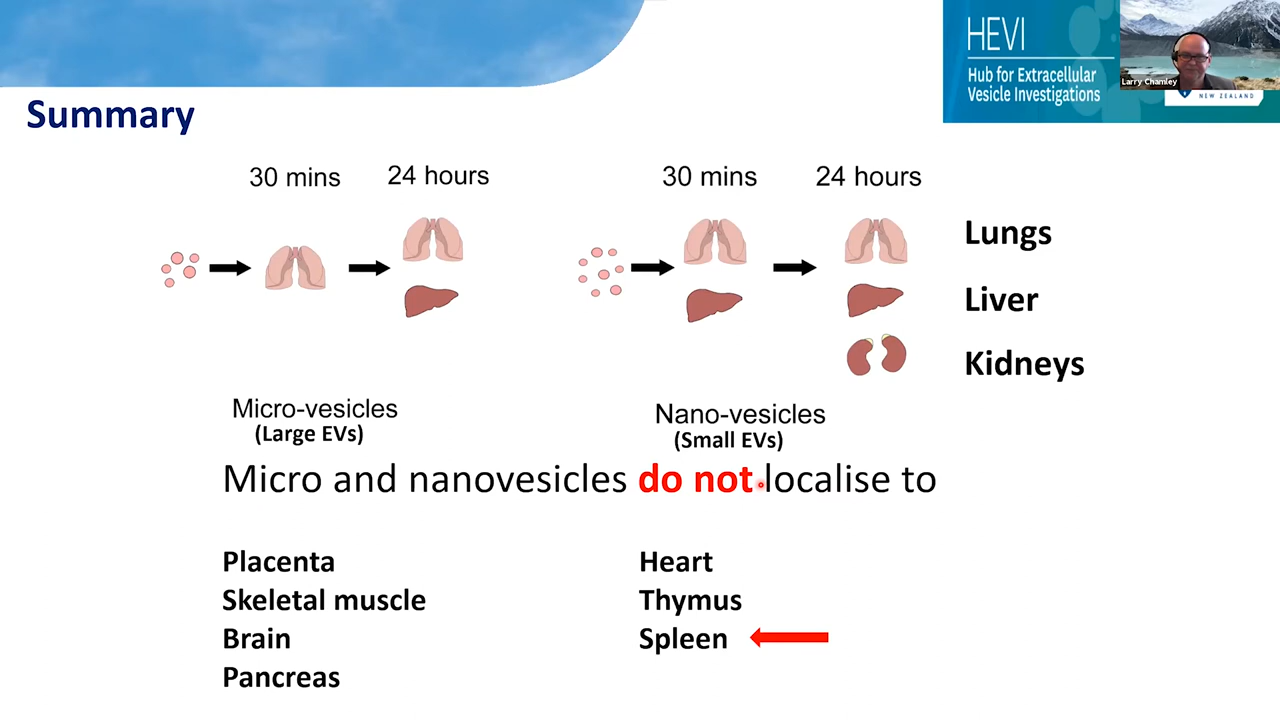 HEVI
Hub for Extracellular
Vesicle Investigations
Larry Chamley
NEW ZEALAND
Summary
30 mins
24 hours
30 mins
24 hours
Lungs
Liver
Kidneys
Micro-vesicles
(Large EVs)
Nano-vesicles
(Small EVs)
Micro and nanovesicles do not localise to
Placenta
Skeletal muscle
Brain
Pancreas
Heart
Thymus
Spleen